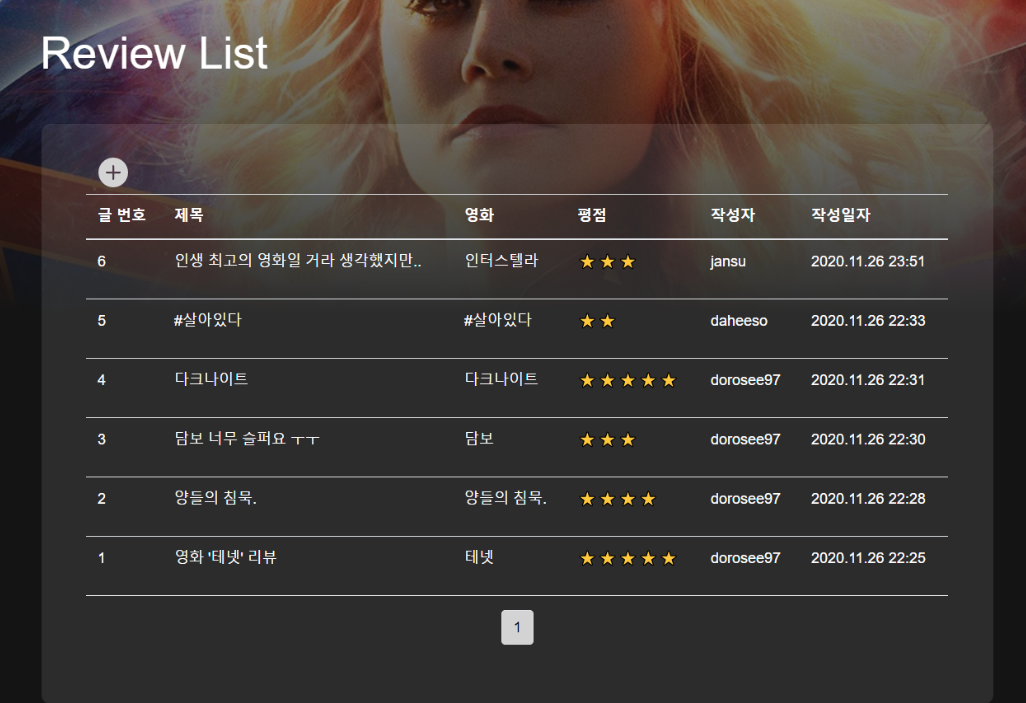 Review List
글 번호 제목 영화 평점 작성자 작성일자
6 인생 최고의 영화일 거라 생각했지만.. 인터스텔라 ★ ★ ★ jansu 2020.11.26 23:51
5 #살아있다 #살아있다 ★ ★ daheeso 2020.11.26 22:33
4 다크나이트 다크나이트 ★ ★ ★ ★ ★ dorosee97 2020.11.26 22:31
3 담보 너무 슬퍼요 ㅜㅜ 담보 ★ ★ ★ dorosee97 2020.11.26 22:30
2 양들의 침묵. 양들의 침묵. ★ ★ ★ ★ dorosee97 2020.11.26 22:28
1 영화 '테넷' 리뷰 테넷 ★ ★ ★ ★ ★ dorosee97 2020.11.26 22:25
1